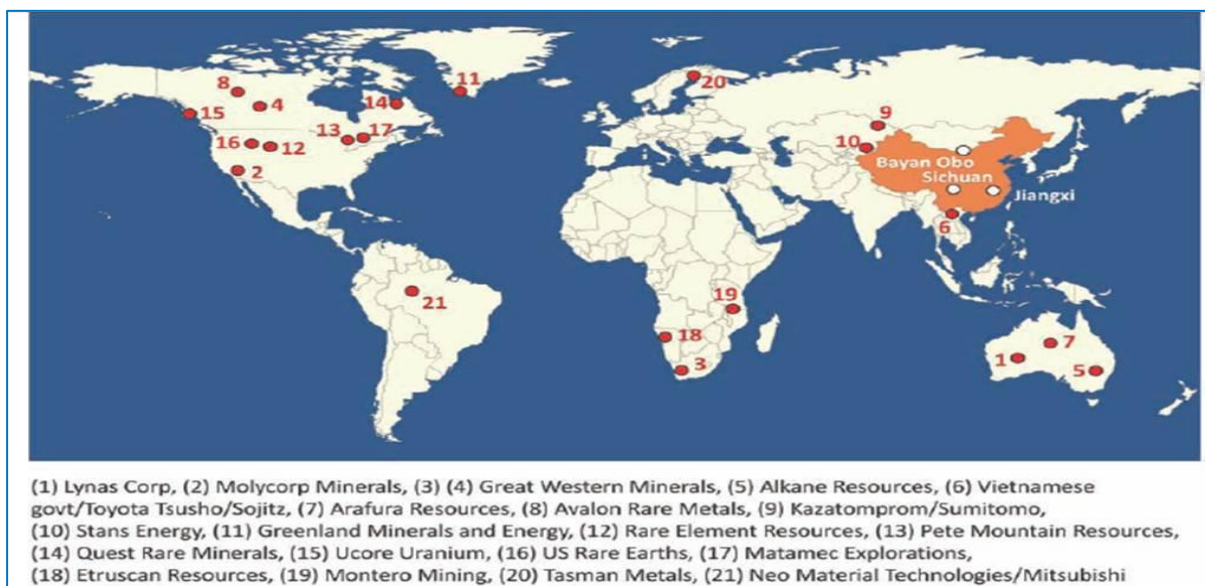 11
20
8
4
14
15
9
13 17
16
12
10
Bayan Obo
Sichuan
2
Jiangxi
6
21
19
18
7
1
3
5
(1) Lynas Corp, (2) Molycorp Minerals, (3) (4) Great Western Minerals, (5) Alkane Resources, (6) Vietnamese
govt/Toyota Tsusho/Sojitz, (7) Arafura Resources, (8) Avalon Rare Metals, (9) Kazatomprom/Sumitomo,
(10) Stans Energy, (11) Greenland Minerals and Energy, (12) Rare Element Resources, (13) Pete Mountain Resources,
(14) Quest Rare Minerals, (15) Ucore Uranium, (16) US Rare Earths, (17) Matamec Explorations,
(18) Etruscan Resources, (19) Montero Mining, (20) Tasman Metals, (21) Neo Material Technologies/Mitsubishi